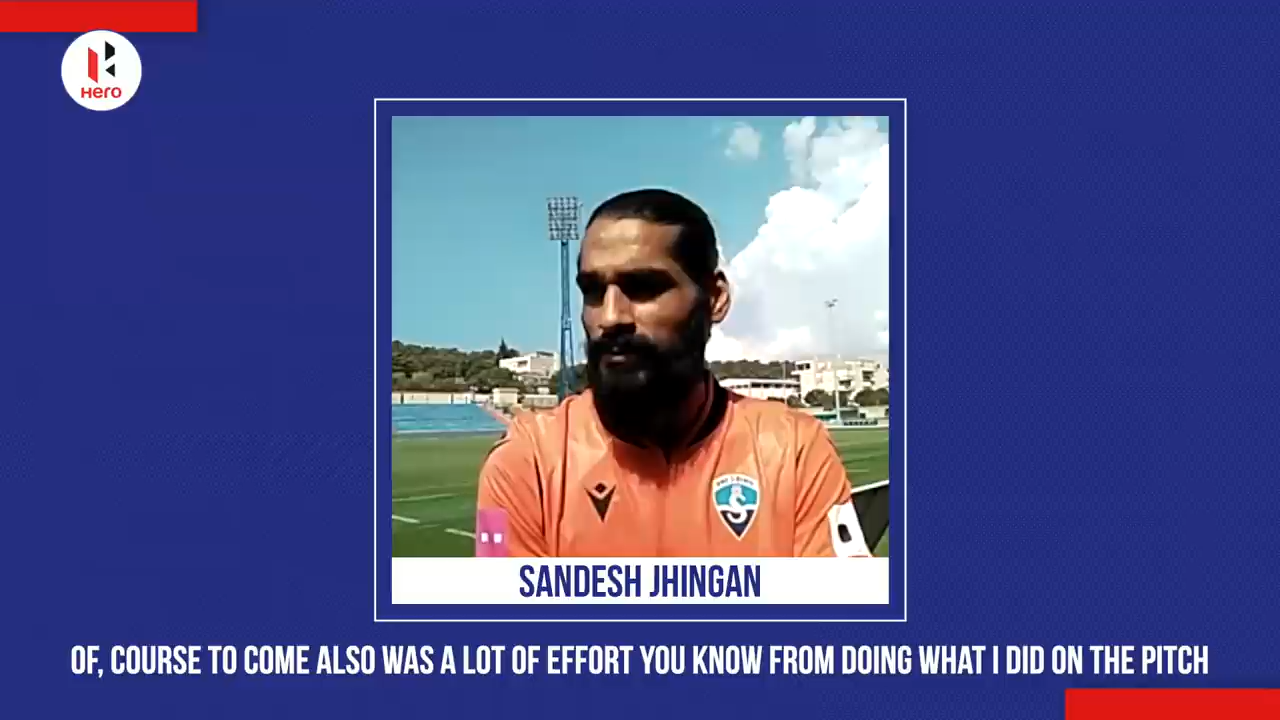 Hero
SANDESH JHINGAN
OF, COURSE TO COME ALSO WAS A LOT OF EFFORT YOU KNOW FROM DOING WHAT I DID ON THE PITCH